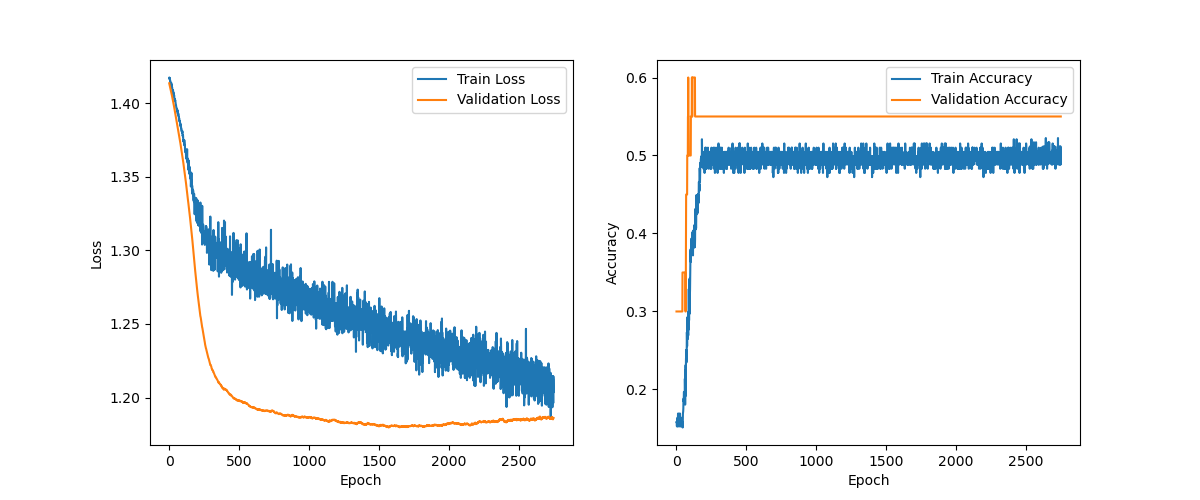 Train Loss
Validation Loss
1.40
1.35
1.30
1.25
1.20
Loss
0
500
1000
1500
2000
2500
Epoch
Train Accuracy
Validation Accuracy
0.6
0.5
0.4
0.3
0.2
Accuracy
0
500
1000
1500
2000
2500
Epoch